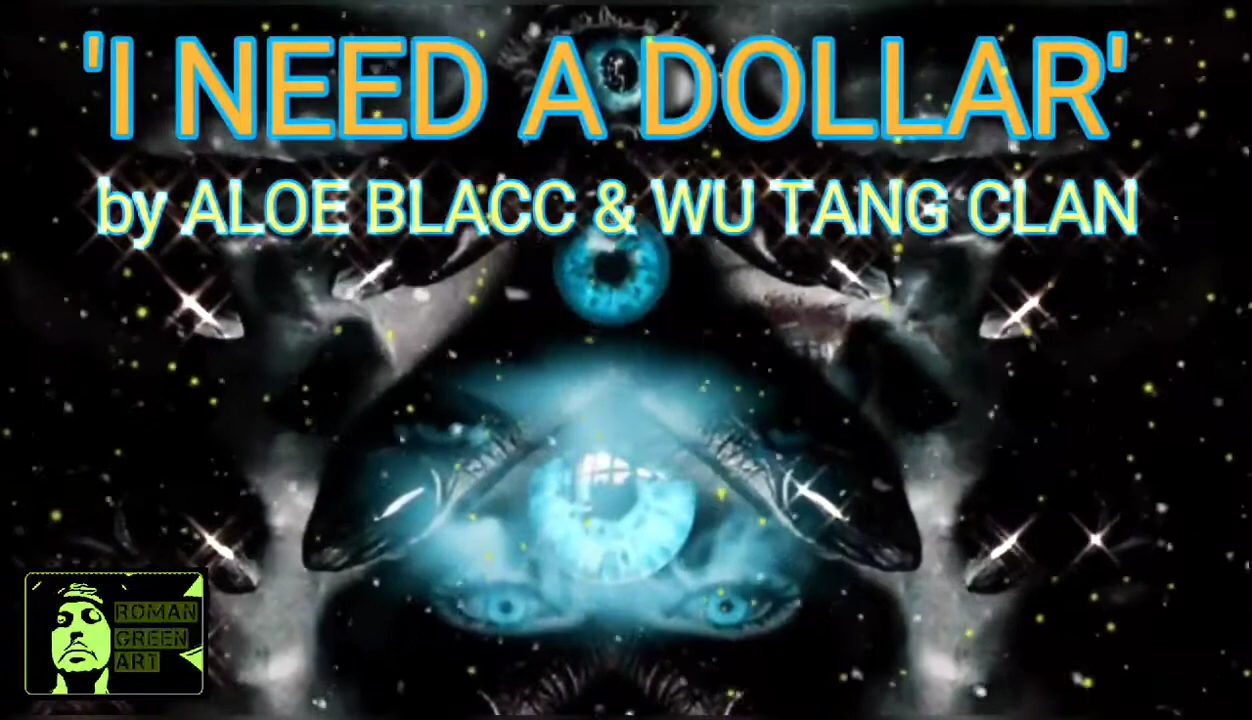 'I NEED A DOLLAR'
by ALOE BLACC & WU TANG CLAN
ROMAN
GREEN
ART